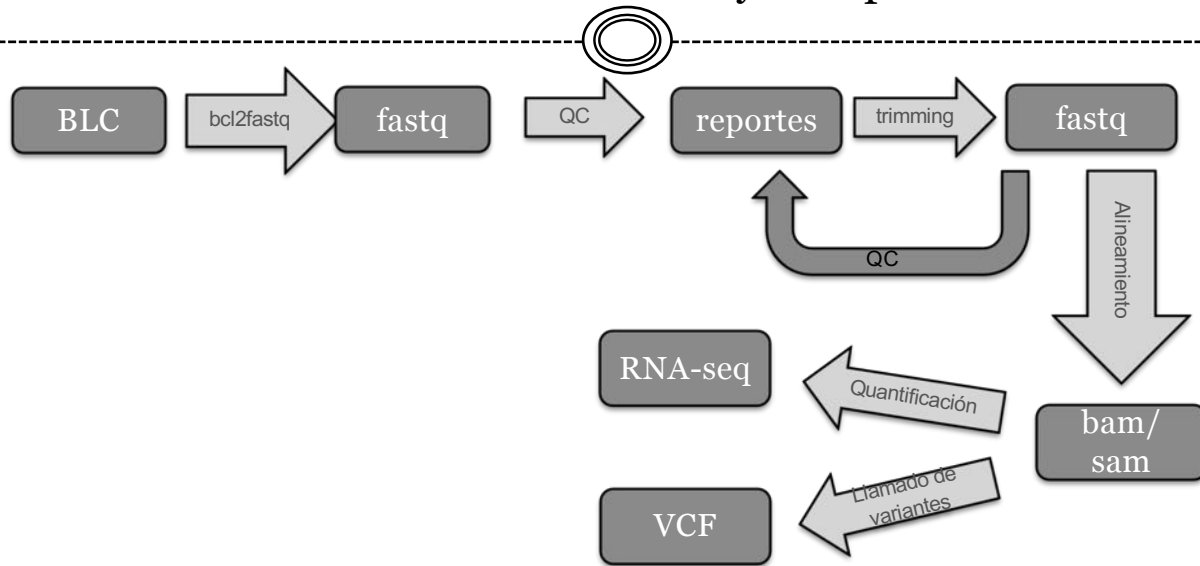 BLC
bcl2fastq
fastq
QC
reportes
trimming
fastq
QC
Alineamiento
RNA-seq
Quantificación
bam/
sam
VCF
Llamado de
variantes